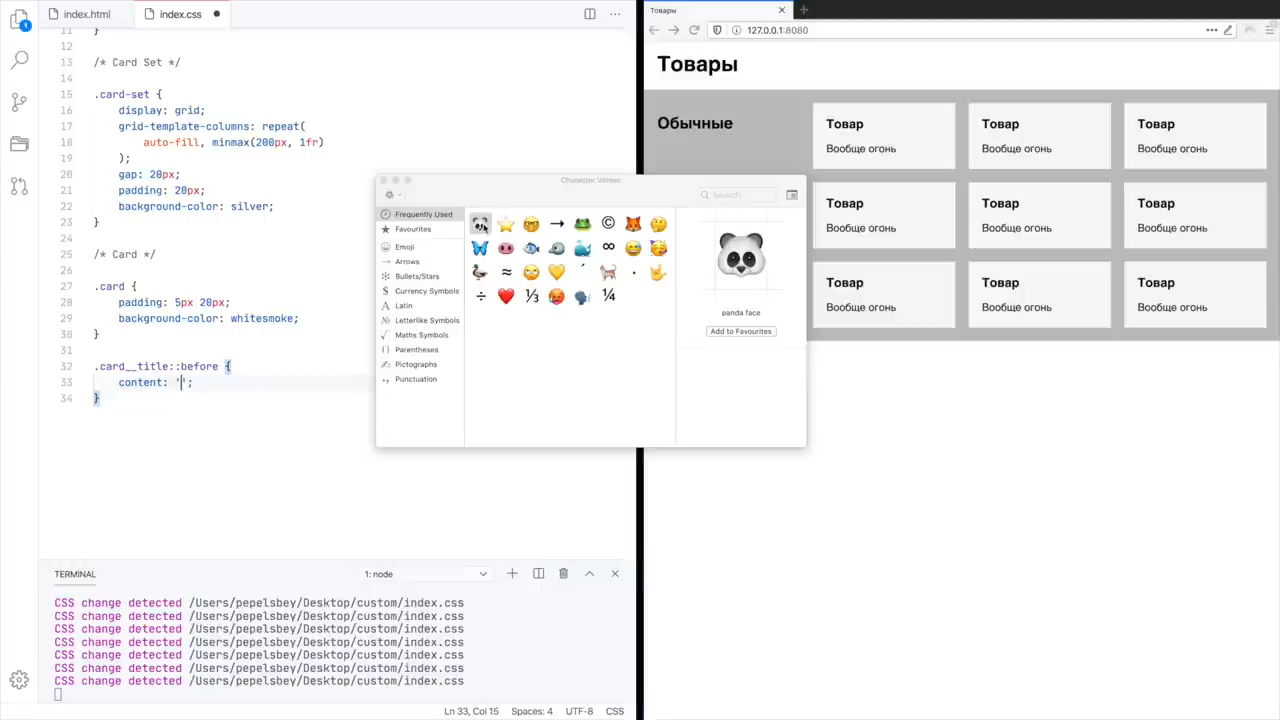 index.html
index.css
1
11 }
12
13 /* Card Set */
14
15 .card-set {
16 display: grid;
17 grid-template-columns: repeat(
18 auto-fill, minmax(200px, 1fr)
19 );
20 gap: 20px;
21 padding: 20px;
22 background-color: silver;
23 }
24
25 /* Card */
26
27 .card {
28 padding: 5px 20px;
29 background-color: whitesmoke;
30 }
31
32 .card__title::before {
33 content: '';
34 }
TERMINAL
1: node
CSS change detected /Users/pepelsbey/Desktop/custom/index.css
CSS change detected /Users/pepelsbey/Desktop/custom/index.css
CSS change detected /Users/pepelsbey/Desktop/custom/index.css
CSS change detected /Users/pepelsbey/Desktop/custom/index.css
CSS change detected /Users/pepelsbey/Desktop/custom/index.css
CSS change detected /Users/pepelsbey/Desktop/custom/index.css
CSS change detected /Users/pepelsbey/Desktop/custom/index.css
Ln 33, Col 15 Spaces: 4 UTF-8 CSS
Character Viewer
Search
Frequently Used
Favourites
Emoji
Arrows
Bullets/Stars
Currency Symbols
Latin
Letterlike Symbols
Maths Symbols
Parentheses
Pictographs
Punctuation
→ ©
∞
≈ ´ ·
÷ ⅓ ¼
panda face
Add to Favourites
Товары
127.0.0.1:8080
Товары
Обычные
Товар Товар Товар
Вообще огонь Вообще огонь Вообще огонь
Товар Товар Товар
Вообще огонь Вообще огонь Вообще огонь
Товар Товар Товар
Вообще огонь Вообще огонь Вообще огонь